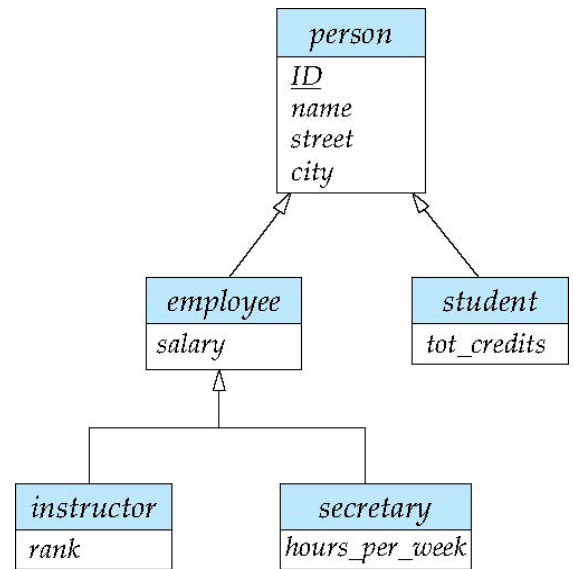 person
ID
name
street
city
employee
salary
student
tot_credits
instructor
rank
secretary
hours_per_week